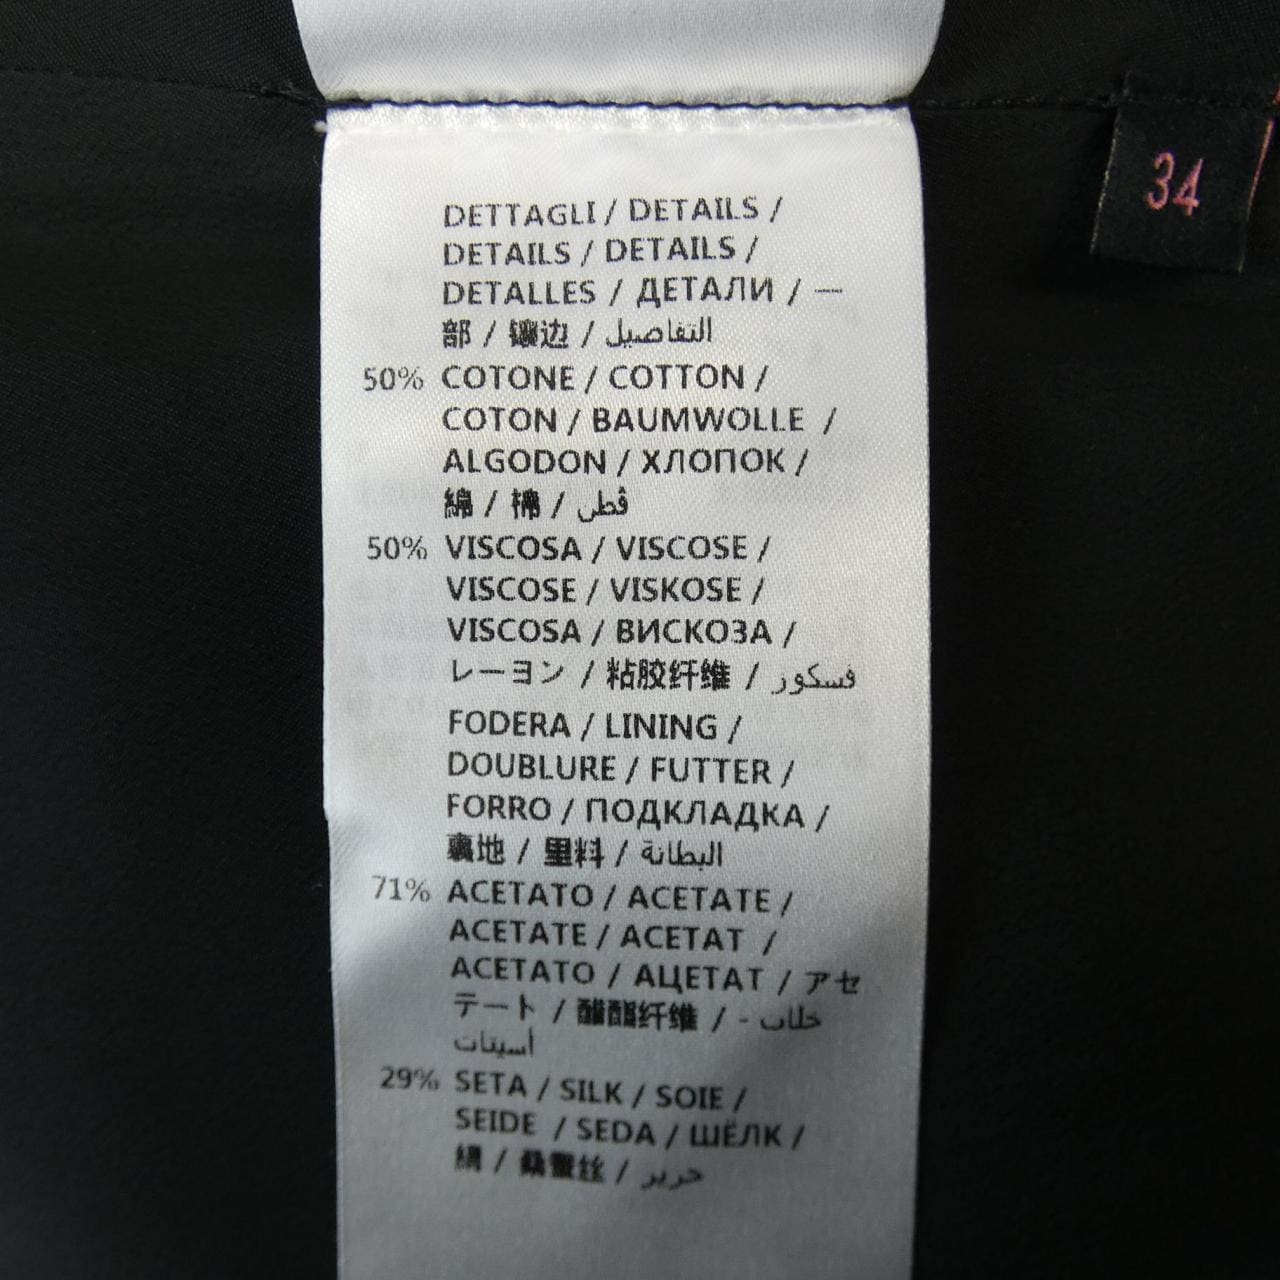 DETTAGLI / DETAILS /
DETAILS / DETAILS /
DETALLES / ДЕТАЛИ / 一
部 / 镶边 / التفاصيل
50% COTONE / COTTON /
COTON / BAUMWOLLE /
ALGODON / ХЛОПОК /
綿 / 棉 / قطن
50% VISCOSA / VISCOSE /
VISCOSE / VISKOSE /
VISCOSA / ВИСКОЗА /
レーヨン / 粘胶纤维 / فسكوز
FODERA / LINING /
DOUBLURE / FUTTER /
FORRO / ПОДКЛАДКА /
裏地 / 里料 / البطانة
71% ACETATO / ACETATE /
ACETATE / ACETAT /
ACETATO / АЦЕТАТ / アセ
テート / 醋酯纤维 / خلات -
أسيتات
29% SETA / SILK / SOIE /
SEIDE / SEDA / ШЁЛК /
絹 / 桑蚕丝 / حرير
34